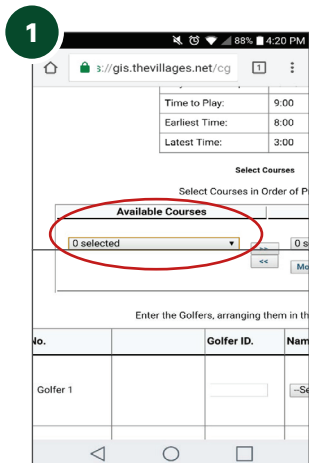 1
88% 4:20 PM
s://gis.thevillages.net/cg 1
Time to Play: 9:00
Earliest Time: 8:00
Latest Time: 3:00
Select Courses
Select Courses in Order of P
Available Courses
0 selected >> 0 s
<< Mo
Enter the Golfers, arranging them in th
No. Golfer ID. Nam
Golfer 1 --Se